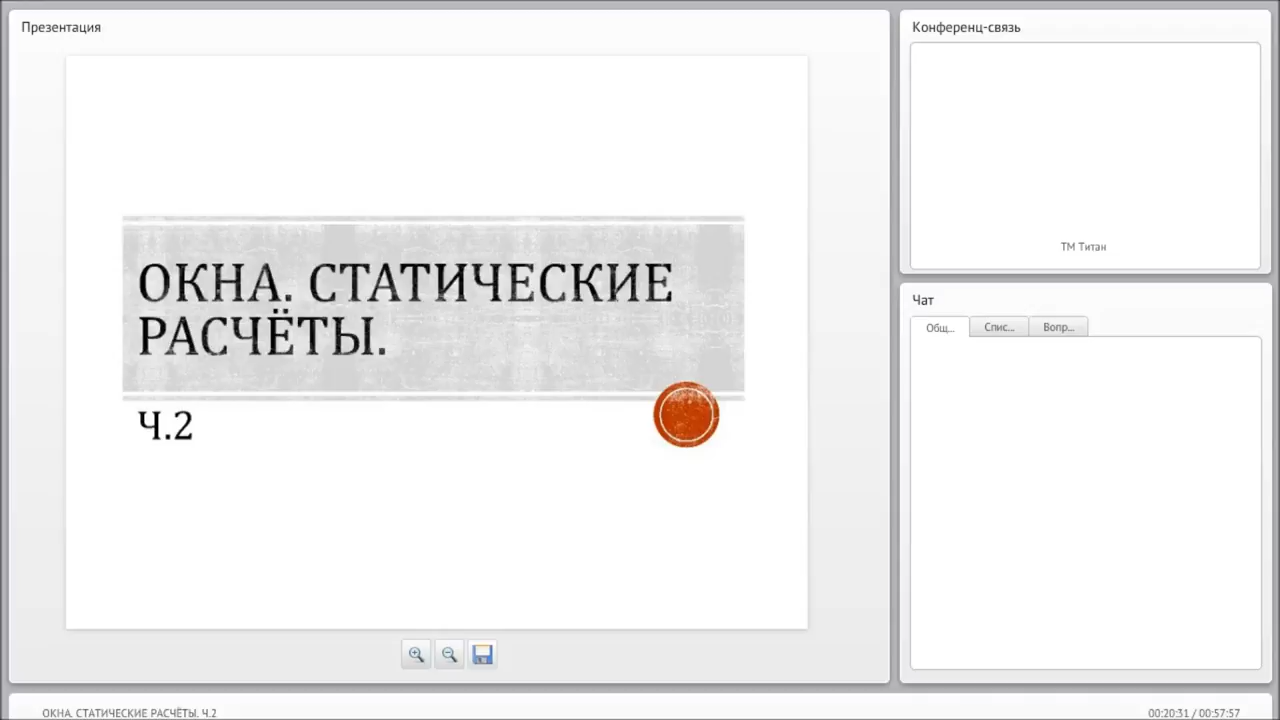 Презентация
ОКНА. СТАТИЧЕСКИЕ
РАСЧЁТЫ.
Ч.2
Конференц-связь
ТМ Титан
Чат
Общ... Спис... Вопр...
ОКНА. СТАТИЧЕСКИЕ РАСЧЁТЫ. Ч.2 00:20:31 / 00:57:57